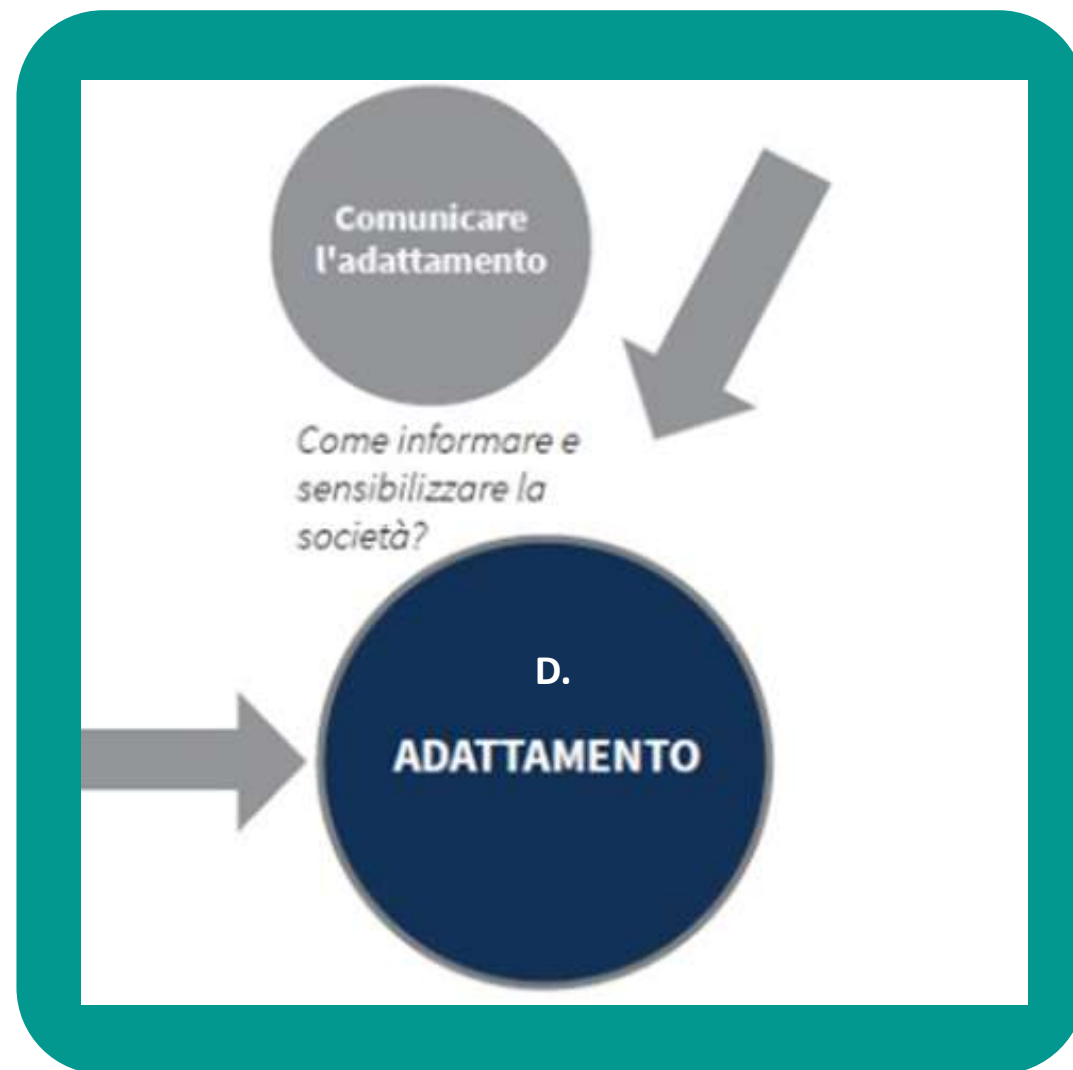 Comunicare
l'adattamento
Come informare e
sensibilizzare la
società?
D.
ADATTAMENTO